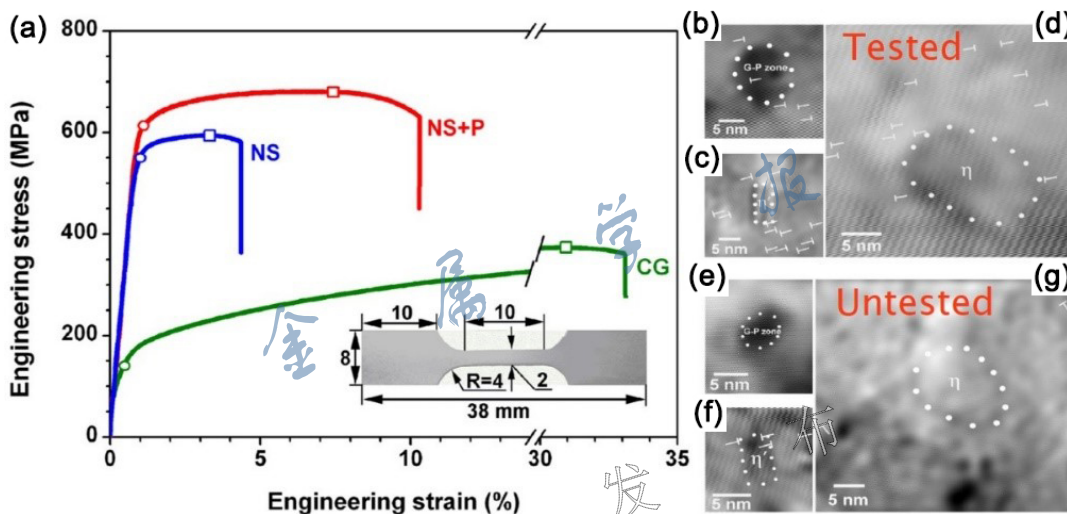 (a)
800
600
400
200
0
Engineering stress (MPa)
0 5 10 30 35
Engineering strain (%)
NS+P
NS
CG
10 10
8
R=4 2
38 mm
(b)
G-P zone
5 nm
(c)
5 nm
(d)
Tested
η
5 nm
(e)
G-P zone
5 nm
(f)
η′
5 nm
(g)
Untested
η
5 nm
金属学报
发布